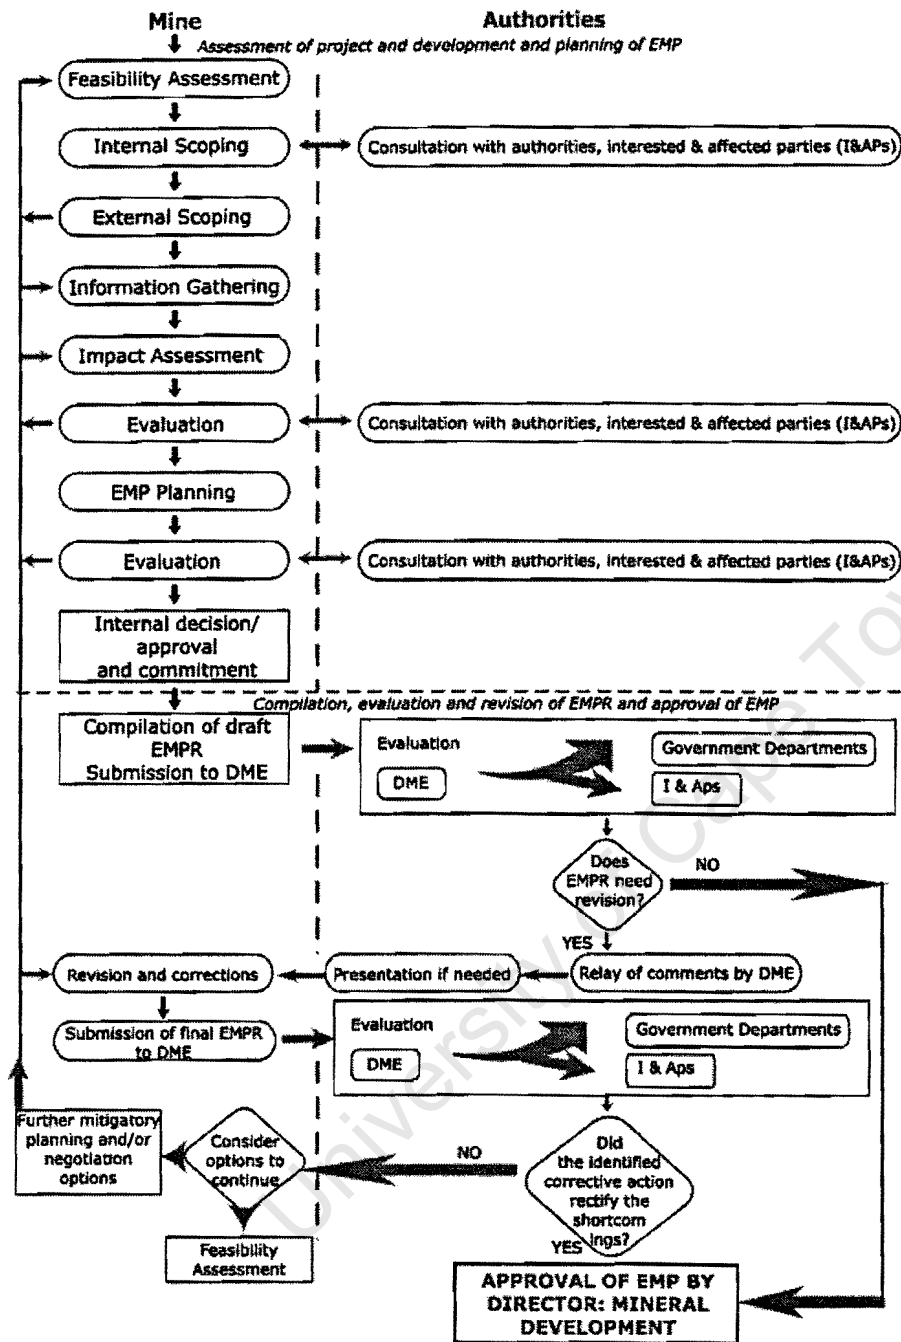 Mine
Authorities
Assessment of project and development and planning of EMP
Feasibility Assessment
Internal Scoping
Consultation with authorities, interested & affected parties (I&APs)
External Scoping
Information Gathering
Impact Assessment
Evaluation
Consultation with authorities, interested & affected parties (I&APs)
EMP Planning
Evaluation
Consultation with authorities, interested & affected parties (I&APs)
Internal decision/
approval
and commitment
Compilation, evaluation and revision of EMPR and approval of EMP
Compilation of draft
EMPR
Submission to DME
Evaluation
DME
Government Departments
I & Aps
Does
EMPR need
revision?
NO
YES
Revision and corrections
Presentation if needed
Relay of comments by DME
Submission of final EMPR
to DME
Evaluation
DME
Government Departments
I & Aps
Further mitigatory
planning and/or
negotiation
options
Consider
options to
continue
NO
Did
the identified
corrective action
rectify the
shortcom
ings?
YES
Feasibility
Assessment
APPROVAL OF EMP BY
DIRECTOR: MINERAL
DEVELOPMENT
University of Cape Tow